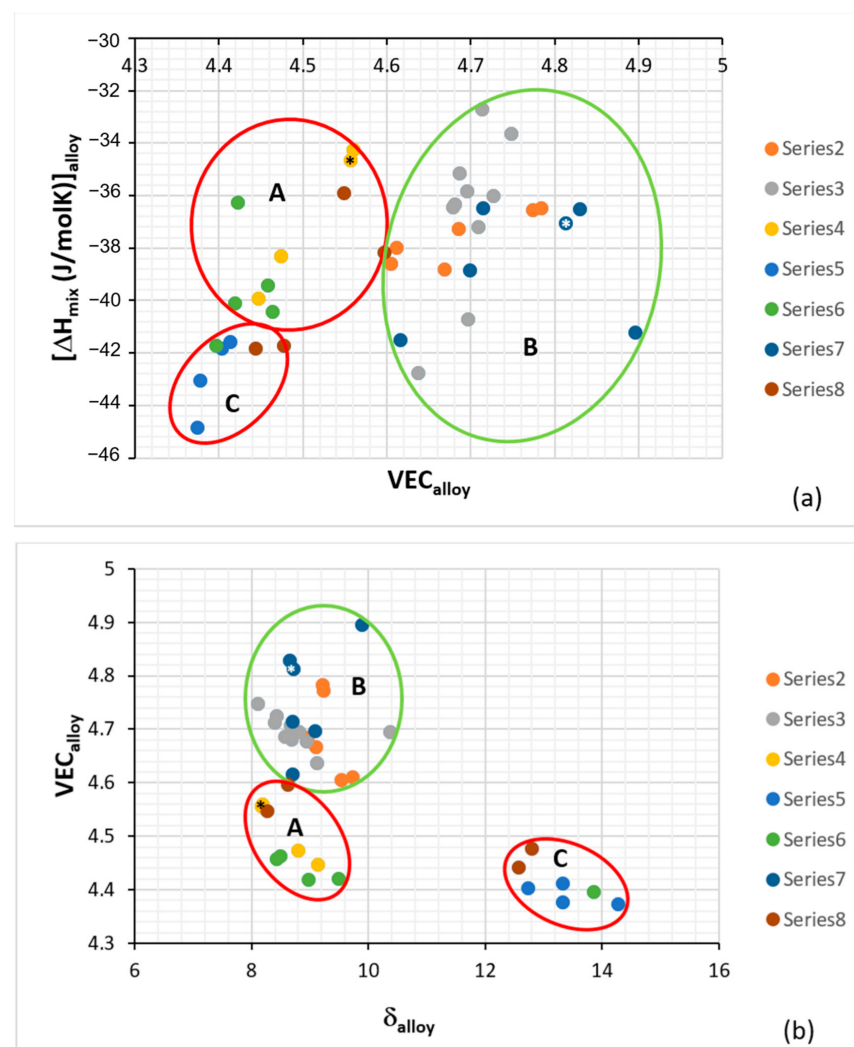 −30
4.3 4.4 4.5 4.6 4.7 4.8 4.9 5
−32
−34
−36
−38
−40
−42
−44
−46
[ΔHmix (J/molK)]alloy
A
*
*
B
C
VECalloy
(a)
Series2
Series3
Series4
Series5
Series6
Series7
Series8
5
4.9
4.8
4.7
4.6
4.5
4.4
4.3
VECalloy
*
B
*
A
C
6 8 10 12 14 16
δalloy
(b)
Series2
Series3
Series4
Series5
Series6
Series7
Series8